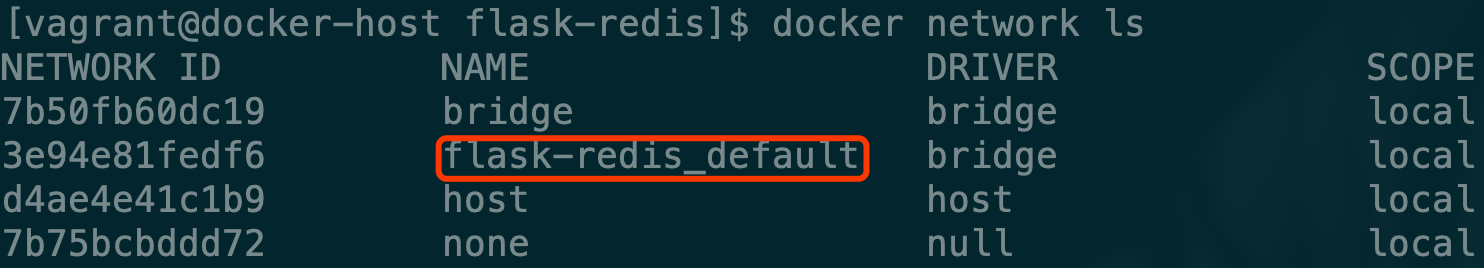 [vagrant@docker-host flask-redis]$ docker network ls
NETWORK ID NAME DRIVER SCOPE
7b50fb60dc19 bridge bridge local
3e94e81fedf6 flask-redis_default bridge local
d4ae4e41c1b9 host host local
7b75bcbddd72 none null local